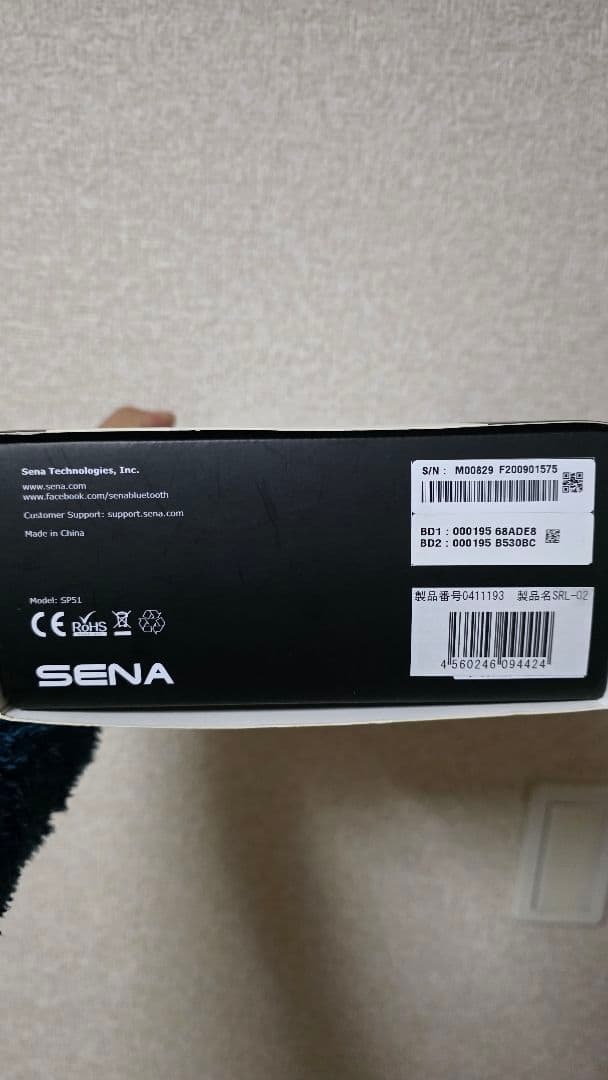 Sena Technologies, Inc.
www.sena.com
www.facebook.com/senabluetooth
Customer Support: support.sena.com
Made in China
Model: SP51
CE RoHS
SENA
S/N : M00829 F200901575
BD1 : 000195 68ADE8
BD2 : 000195 B530BC
製品番号0411193 製品名SRL-02
4 560246 094424